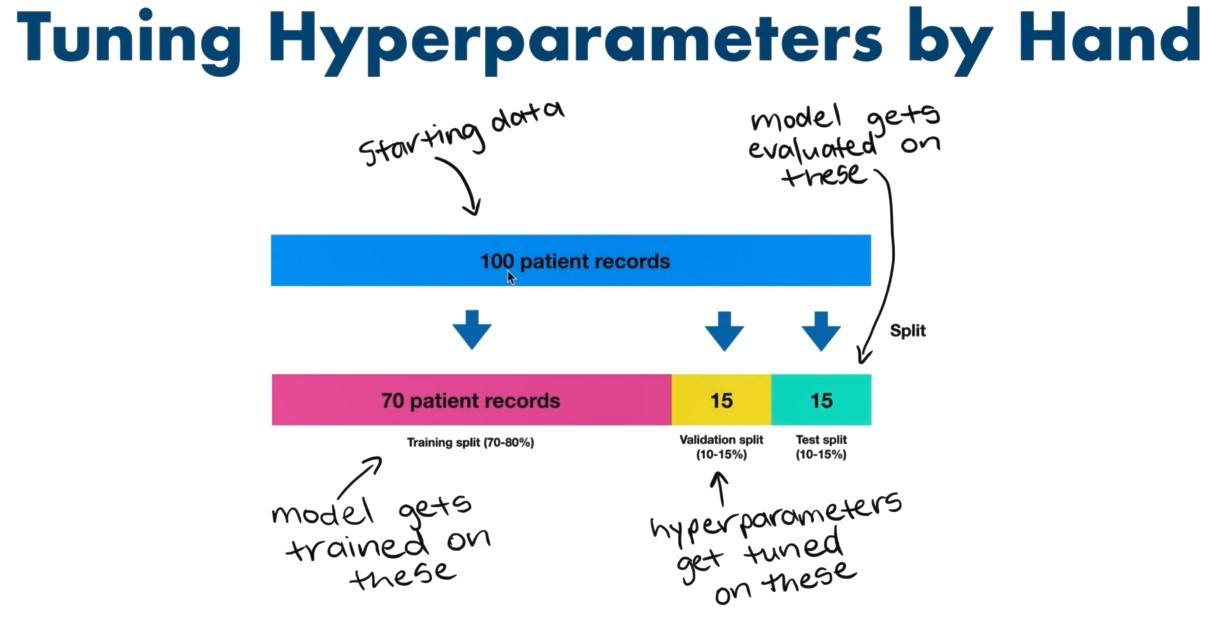 Tuning Hyperparameters by Hand
Starting data
model gets
evaluated on
these
100 patient records
Split
70 patient records
15
15
Training split (70-80%)
Validation split
(10-15%)
Test split
(10-15%)
model gets
trained on
these
hyperparameters
get tuned
on these